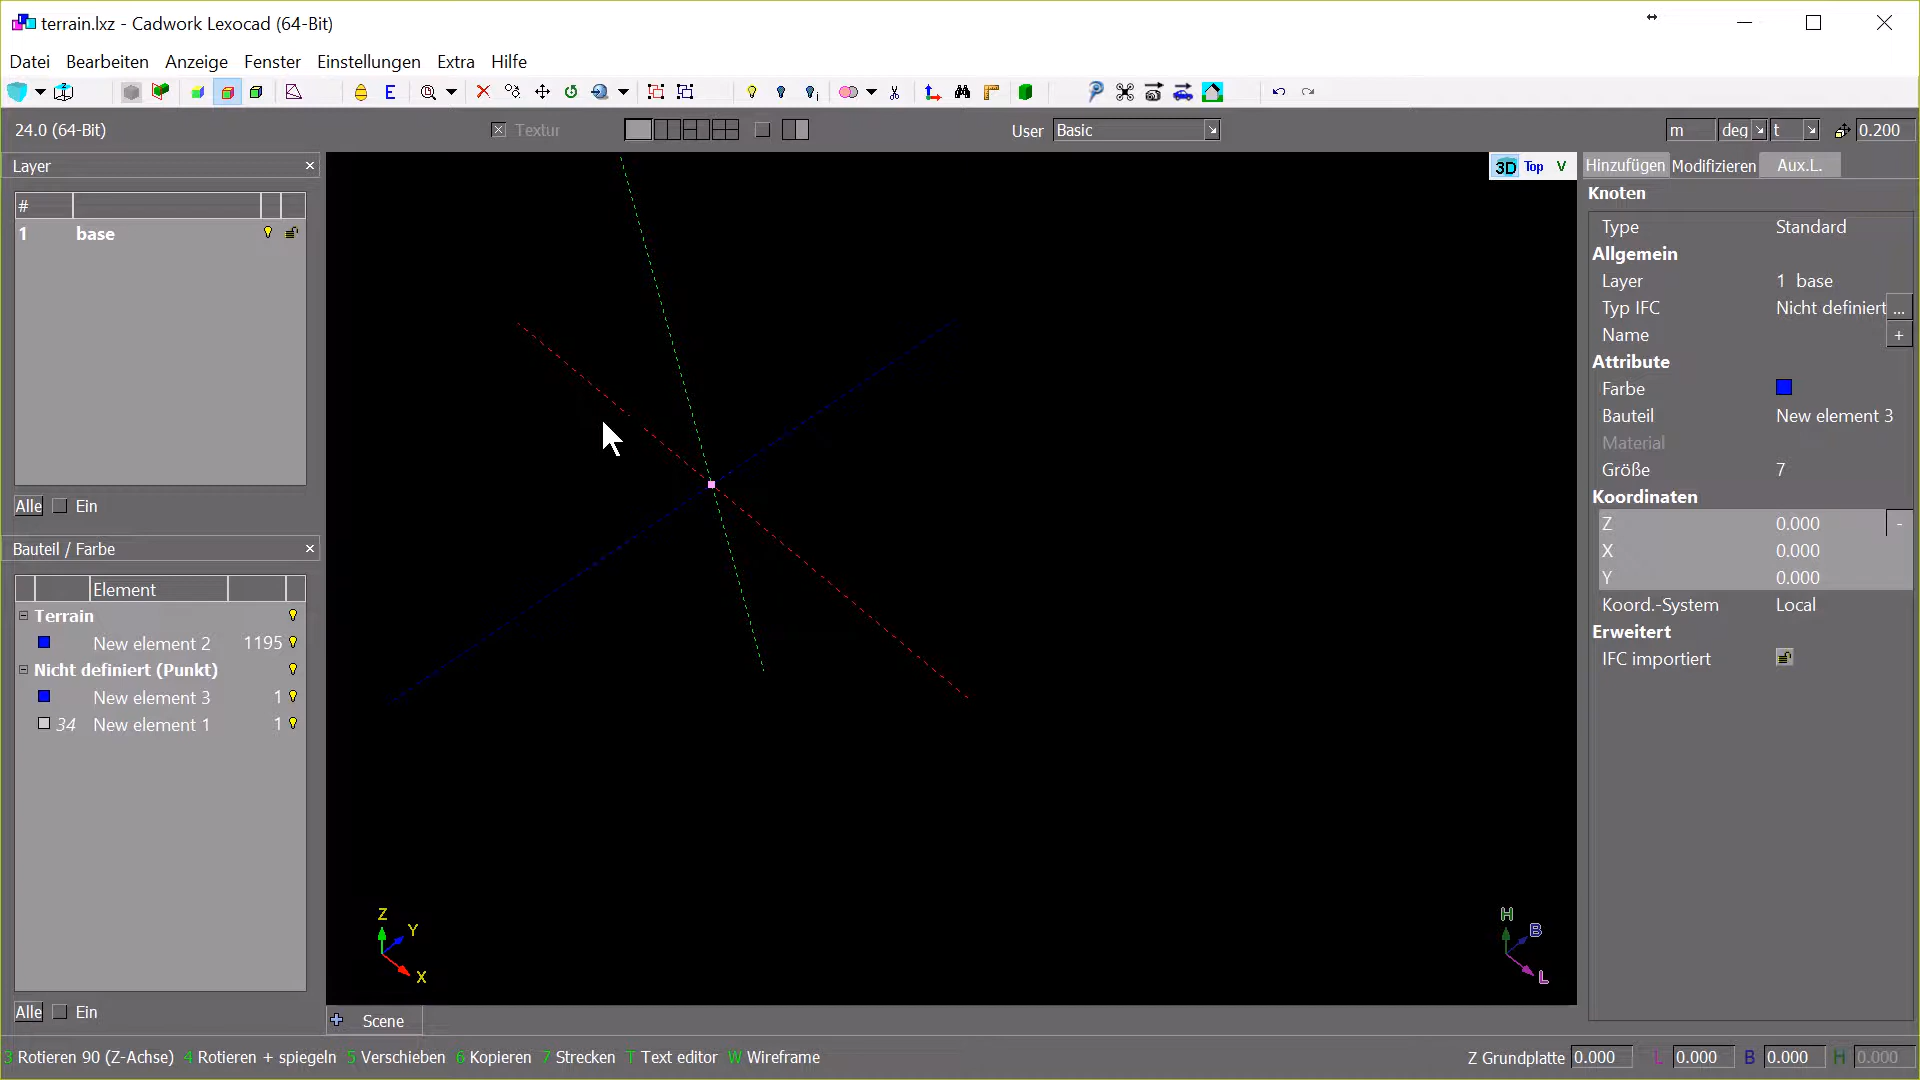 terrain.lxz - Cadwork Lexocad (64-Bit)
Datei Bearbeiten Anzeige Fenster Einstellungen Extra Hilfe
E
24.0 (64-Bit)
Textur
User Basic
m deg t 0.200
Layer
#
1 base
Alle Ein
Bauteil / Farbe
Element
Terrain
New element 2 1195
Nicht definiert (Punkt)
New element 3 1
34 New element 1 1
Alle Ein
3D Top V
Z
Y
X
H
B
L
Scene
Hinzufügen Modifizieren Aux.L.
Knoten
Type Standard
Allgemein
Layer 1 base
Typ IFC Nicht definiert ...
Name +
Attribute
Farbe
Bauteil New element 3
Material
Größe 7
Koordinaten
Z 0.000 -
X 0.000
Y 0.000
Koord.-System Local
Erweitert
IFC importiert
3 Rotieren 90 (Z-Achse) 4 Rotieren + spiegeln 5 Verschieben 6 Kopieren 7 Strecken T Text editor W Wireframe
Z Grundplatte 0.000 L 0.000 B 0.000 H 0.000